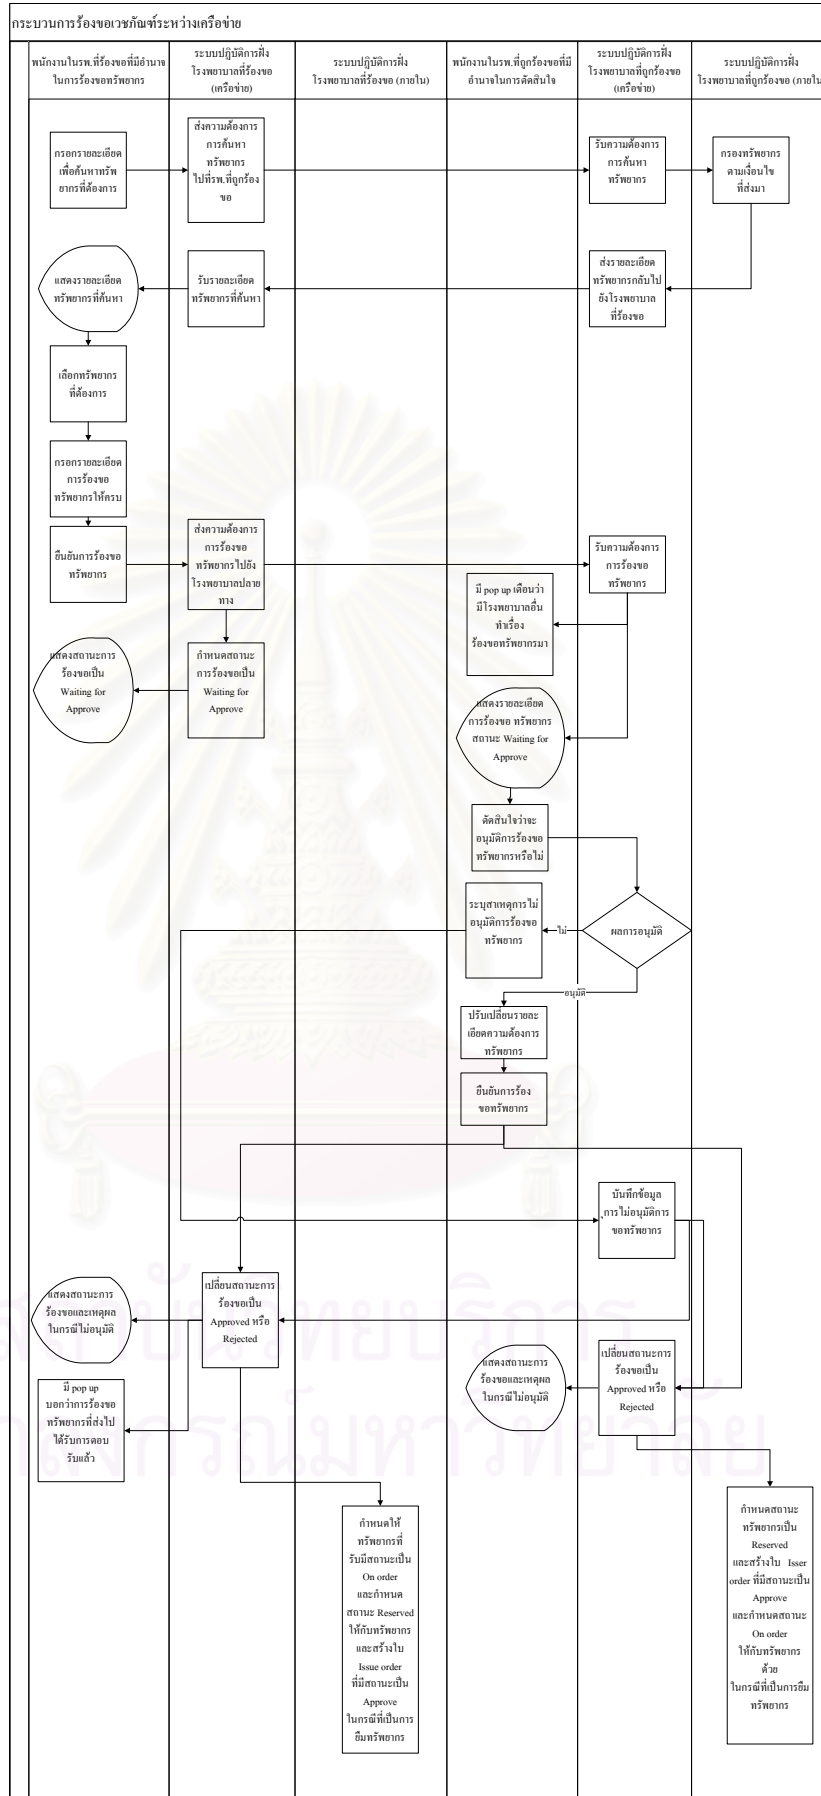 กระบวนการร้องขอเวชภัณฑ์ระหว่างเครือข่าย
พนักงานในรพ.ที่ร้องขอที่มีอำนาจ
ในการร้องขอทรัพยากร
ระบบปฏิบัติการฝั่ง
โรงพยาบาลที่ร้องขอ
(เครือข่าย)
ระบบปฏิบัติการฝั่ง
โรงพยาบาลที่ร้องขอ (ภายใน)
พนักงานในรพ.ที่ถูกร้องขอที่มี
อำนาจในการตัดสินใจ
ระบบปฏิบัติการฝั่ง
โรงพยาบาลที่ถูกร้องขอ
(เครือข่าย)
ระบบปฏิบัติการฝั่ง
โรงพยาบาลที่ถูกร้องขอ (ภายใน
กรอกรายละเอียด
เพื่อค้นหาทรัพ
ยากรที่ต้องการ
ส่งความต้องการ
การค้นหา
ทรัพยากร
ไปที่รพ.ที่ถูกร้อง
ขอ
รับความต้องการ
การค้นหา
ทรัพยากร
กรองทรัพยากร
ตามเงื่อนไข
ที่ส่งมา
แสดงรายละเอียด
ทรัพยากรที่ค้นหา
รับรายละเอียด
ทรัพยากรที่ค้นหา
ส่งรายละเอียด
ทรัพยากรกลับไป
ยังโรงพยาบาล
ที่ร้องขอ
เลือกทรัพยากร
ที่ต้องการ
กรอกรายละเอียด
การร้องขอ
ทรัพยากรให้ครบ
ยืนยันการร้องขอ
ทรัพยากร
ส่งความต้องการ
การร้องขอ
ทรัพยากรไปยัง
โรงพยาบาลปลาย
ทาง
รับความต้องการ
การร้องขอ
ทรัพยากร
มี pop up เตือนว่า
มีโรงพยาบาลอื่น
ทำเรื่อง
ร้องขอทรัพยากรมา
แสดงสถานะการ
ร้องขอเป็น
Waiting for
Approve
กำหนดสถานะ
การร้องขอเป็น
Waiting for
Approve
แสดงรายละเอียด
การร้องขอ ทรัพยากร
สถานะ Waiting for
Approve
ตัดสินใจว่าจะ
อนุมัติการร้องขอ
ทรัพยากรหรือไม่
ระบุสาเหตุการไม่
อนุมัติการร้องขอ
ทรัพยากร
ไม่
ผลการอนุมัติ
อนุมัติ
ปรับเปลี่ยนรายละ
เอียดความต้องการ
ทรัพยากร
ยืนยันการร้อง
ขอทรัพยากร
บันทึกข้อมูล
การไม่อนุมัติการ
ขอทรัพยากร
แสดงสถานะการ
ร้องขอและเหตุผล
ในกรณีไม่อนุมัติ
เปลี่ยนสถานะการ
ร้องขอเป็น
Approved หรือ
Rejected
แสดงสถานะการ
ร้องขอและเหตุผล
ในกรณีไม่อนุมัติ
เปลี่ยนสถานะการ
ร้องขอเป็น
Approved หรือ
Rejected
มี pop up
บอกว่าการร้องขอ
ทรัพยากรที่ส่งไป
ได้รับการตอบ
รับแล้ว
กำหนดให้
ทรัพยากรที่
รับมีสถานะเป็น
On order
และกำหนด
สถานะ Reserved
ให้กับทรัพยากร
และสร้างใบ
Issue order
ที่มีสถานะเป็น
Approve
ในกรณีที่เป็นการ
ยืมทรัพยากร
กำหนดสถานะ
ทรัพยากรเป็น
Reserved
และสร้างใบ Isser
order ที่มีสถานะเป็น
Approve
และกำหนดสถานะ
On order
ให้กับทรัพยากร
ด้วย
ในกรณีที่เป็นการยืม
ทรัพยากร
สถาบันวิทยบริการ
จุฬาลงกรณ์มหาวิทยาลัย